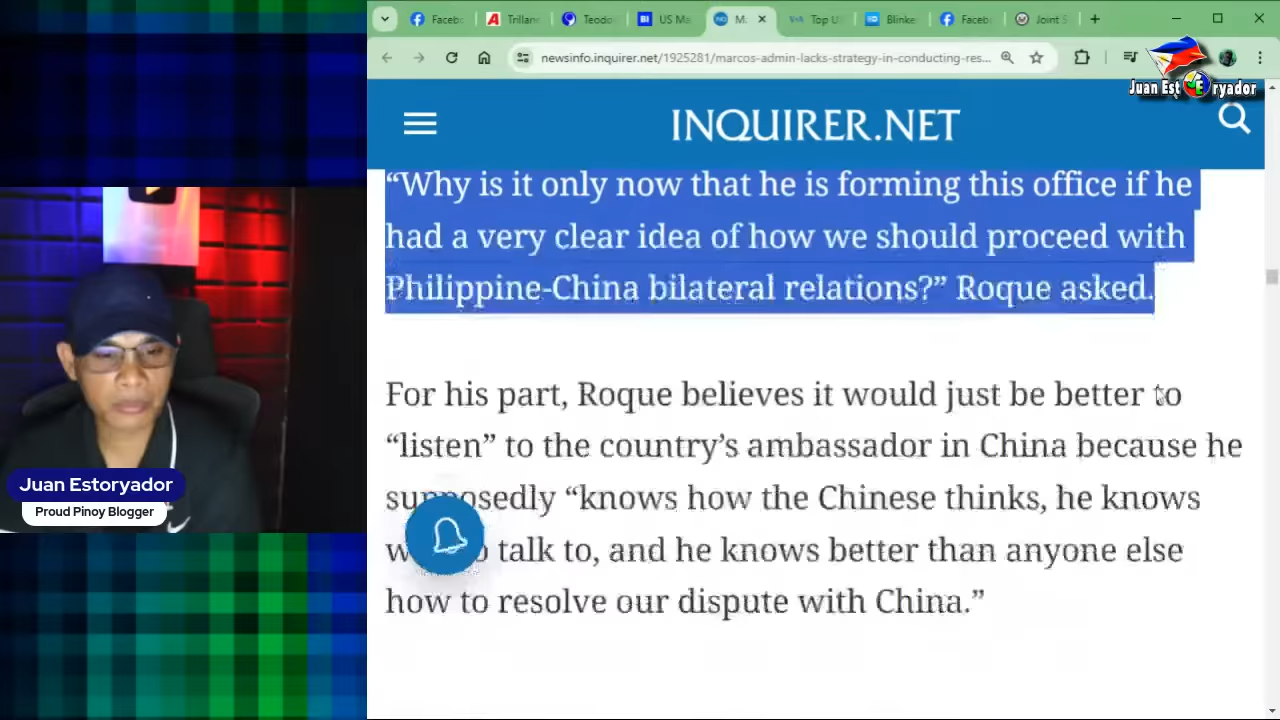 Faceb
Trillan
Teodo
US Ma
M
Top U
Blinke
Faceb
Joint S
newsinfo.inquirer.net/1925281/marcos-admin-lacks-strategy-in-conducting-res...
Juan Est ryador
INQUIRER.NET
“Why is it only now that he is forming this office if he
had a very clear idea of how we should proceed with
Philippine-China bilateral relations?” Roque asked.
For his part, Roque believes it would just be better to
“listen” to the country’s ambassador in China because he
supposedly “knows how the Chinese thinks, he knows
talk to, and he knows better than anyone else
how to resolve our dispute with China.”
Juan Estoryador
Proud Pinoy Blogger